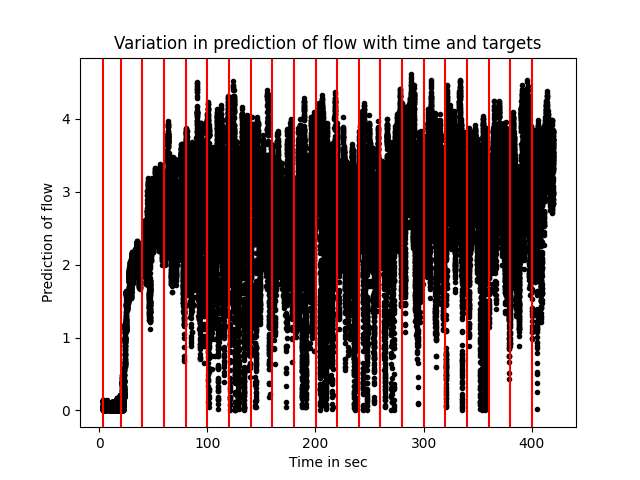 Variation in prediction of flow with time and targets
4
3
2
1
0
Prediction of flow
0 100 200 300 400
Time in sec